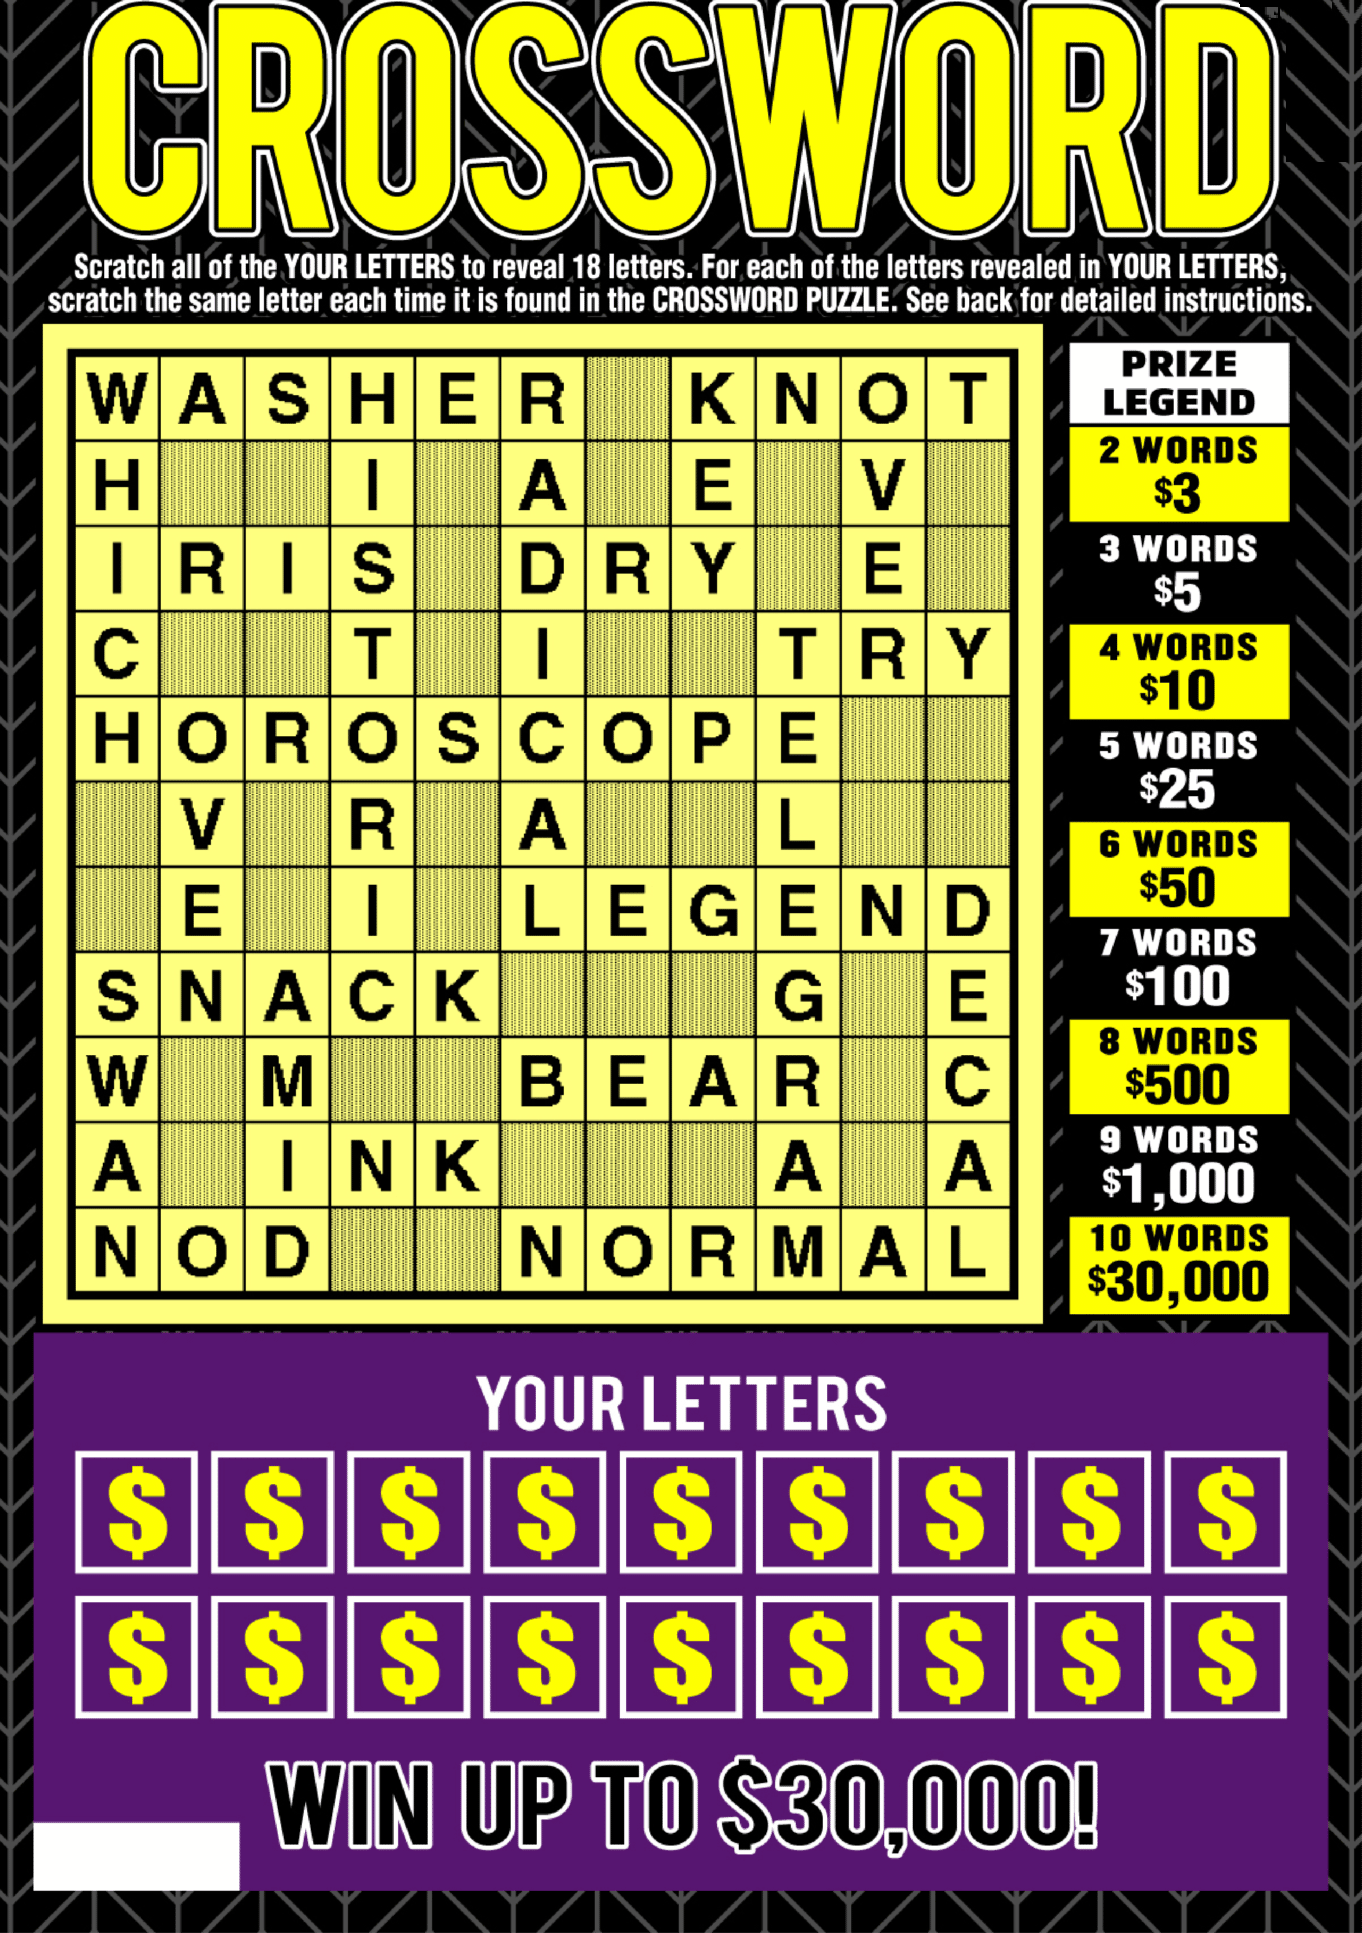 CROSSWORD
Scratch all of the YOUR LETTERS to reveal 18 letters. For each of the letters revealed in YOUR LETTERS,
scratch the same letter each time it is found in the CROSSWORD PUZZLE. See back for detailed instructions.
W A S H E R K N O T
H I A E V
I R I S D R Y E
C T I T R Y
H O R O S C O P E
V R A L
E I L E G E N D
S N A C K G E
W M B E A R C
A I N K A A
N O D N O R M A L
PRIZE
LEGEND
2 WORDS
$3
3 WORDS
$5
4 WORDS
$10
5 WORDS
$25
6 WORDS
$50
7 WORDS
$100
8 WORDS
$500
9 WORDS
$1,000
10 WORDS
$30,000
YOUR LETTERS
$ $ $ $ $ $ $ $ $
$ $ $ $ $ $ $ $ $
WIN UP TO $30,000!